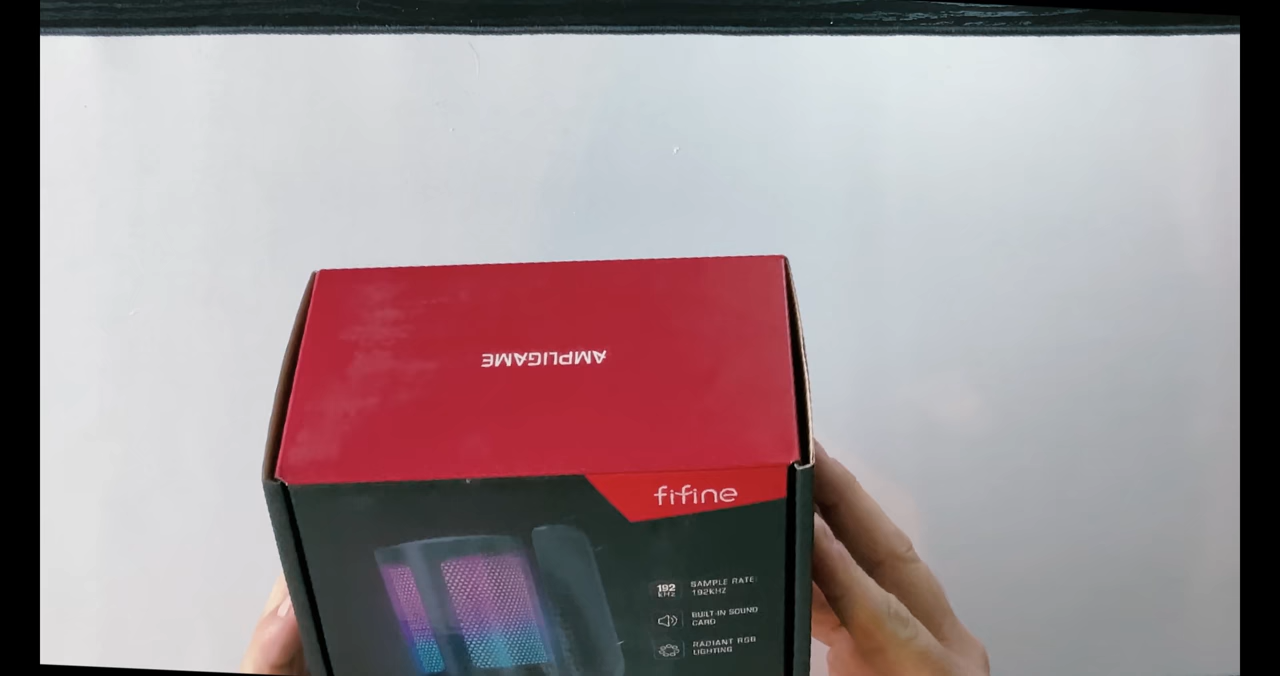 AMPLIGAME
fifine
192
KHZ
SAMPLE RATE:
192KHZ
BUILT-IN SOUND
CARD
RADIANT RGB
LIGHTING